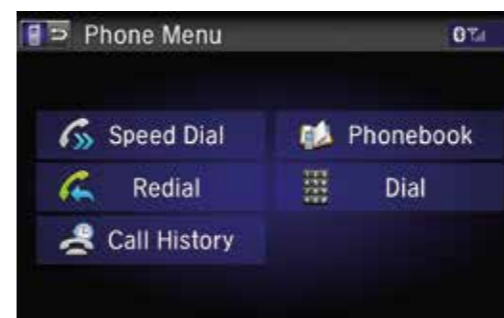 Phone Menu
Speed Dial
Phonebook
Redial
Dial
Call History